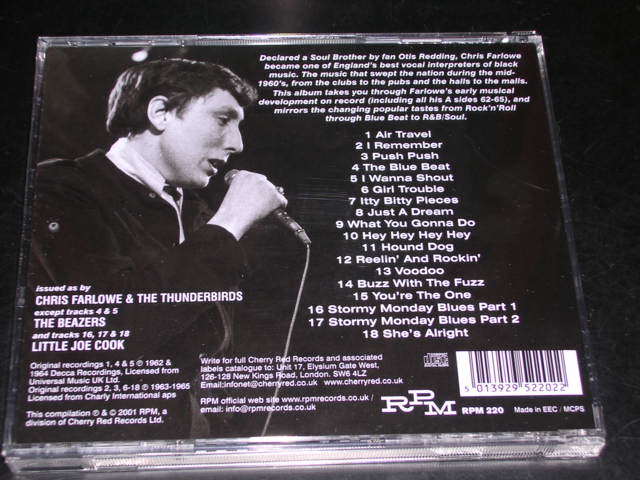 Declared a Soul Brother by fan Otis Redding, Chris Farlowe
became one of England's best vocal interpreters of black
music. The music that swept the nation during the mid-
1960's, from the clubs to the pubs and the halls to the malls.
This album takes you through Farlowe's early musical
development on record (including all his A sides 62-65), and
mirrors the changing popular tastes from Rock'n'Roll
through Blue Beat to R&B/Soul.
1 Air Travel
2 I Remember
3 Push Push
4 The Blue Beat
5 I Wanna Shout
6 Girl Trouble
7 Itty Bitty Pieces
8 Just A Dream
9 What You Gonna Do
10 Hey Hey Hey Hey
11 Hound Dog
12 Reelin' And Rockin'
13 Voodoo
14 Buzz With The Fuzz
15 You're The One
16 Stormy Monday Blues Part 1
17 Stormy Monday Blues Part 2
18 She's Alright
issued as by
CHRIS FARLOWE & THE THUNDERBIRDS
except tracks 4 & 5
THE BEAZERS
and tracks 16, 17 & 18
LITTLE JOE COOK
Original recordings 1, 4 & 5 ℗ 1962 &
1964 Decca Recordings, Licensed from
Universal Music UK Ltd.
Original recordings 2, 3, 6-18 ℗ 1963-1965
Licensed from Charly International aps
This compilation ℗ & © 2001 RPM, a
division of Cherry Red Records Ltd.
Write for full Cherry Red Records and associated
labels catalogue to: Unit 17, Elysium Gate West,
126-128 New Kings Road, London. SW6 4LZ
Email:infonet@cherryred.co.uk www.cherryred.co.uk
RPM official web site www.rpmrecords.co.uk /
email: info@rpmrecords.co.uk
COMPACT
disc
DIGITAL AUDIO
RPM
5 013929 522022
RPM 220 Made in EEC / MCPS